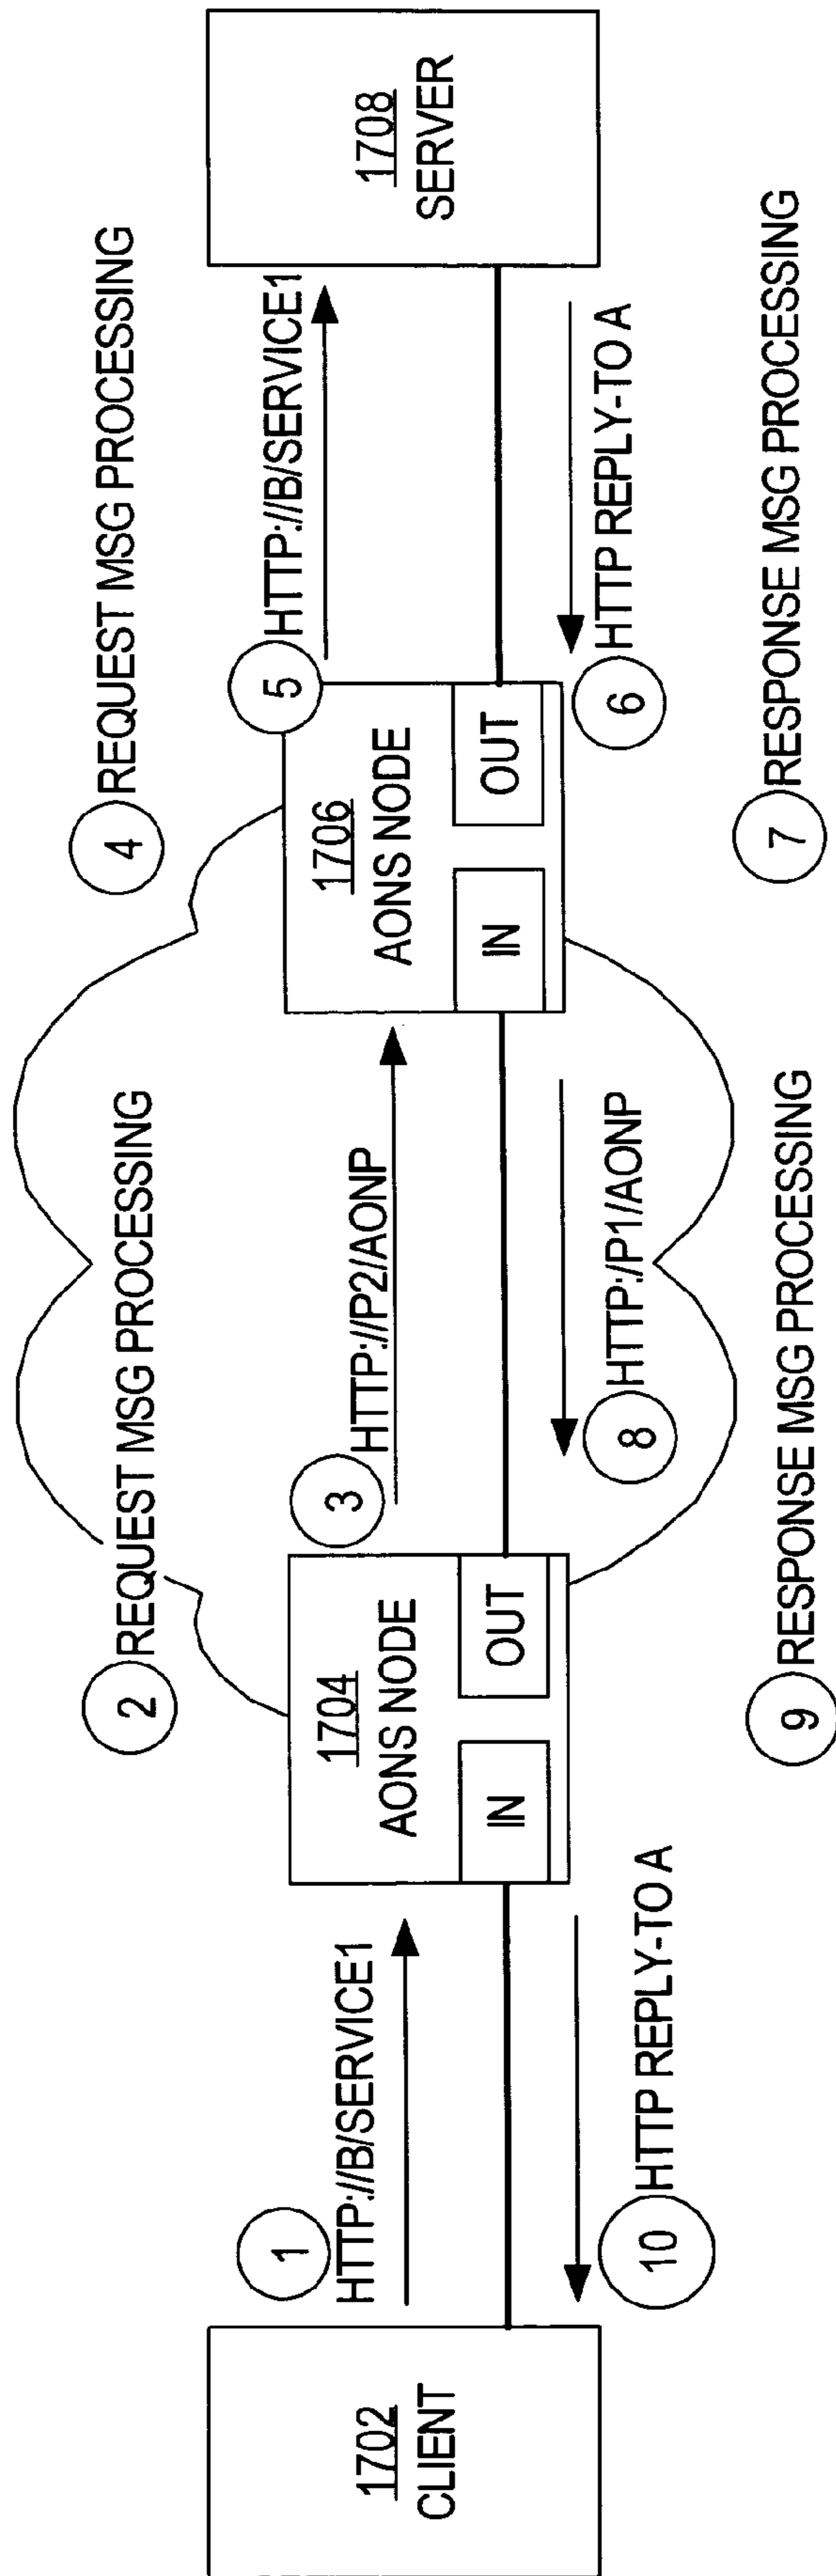 1702
CLIENT
1
HTTP://B/SERVICE1
10
HTTP REPLY-TO A
2
REQUEST MSG PROCESSING
1704
AONS NODE
IN
OUT
9
RESPONSE MSG PROCESSING
3
HTTP://P2/AONP
8
HTTP:/P1/AONP
4
REQUEST MSG PROCESSING
1706
AONS NODE
IN
OUT
7
RESPONSE MSG PROCESSING
5
HTTP://B/SERVICE1
6
HTTP REPLY-TO A
1708
SERVER